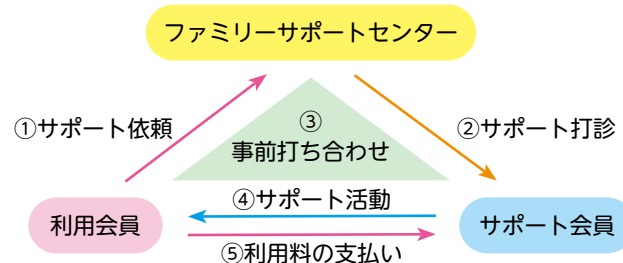 ファミリーサポートセンター
①サポート依頼
③
事前打ち合わせ
②サポート打診
利用会員
④サポート活動
⑤利用料の支払い
サポート会員